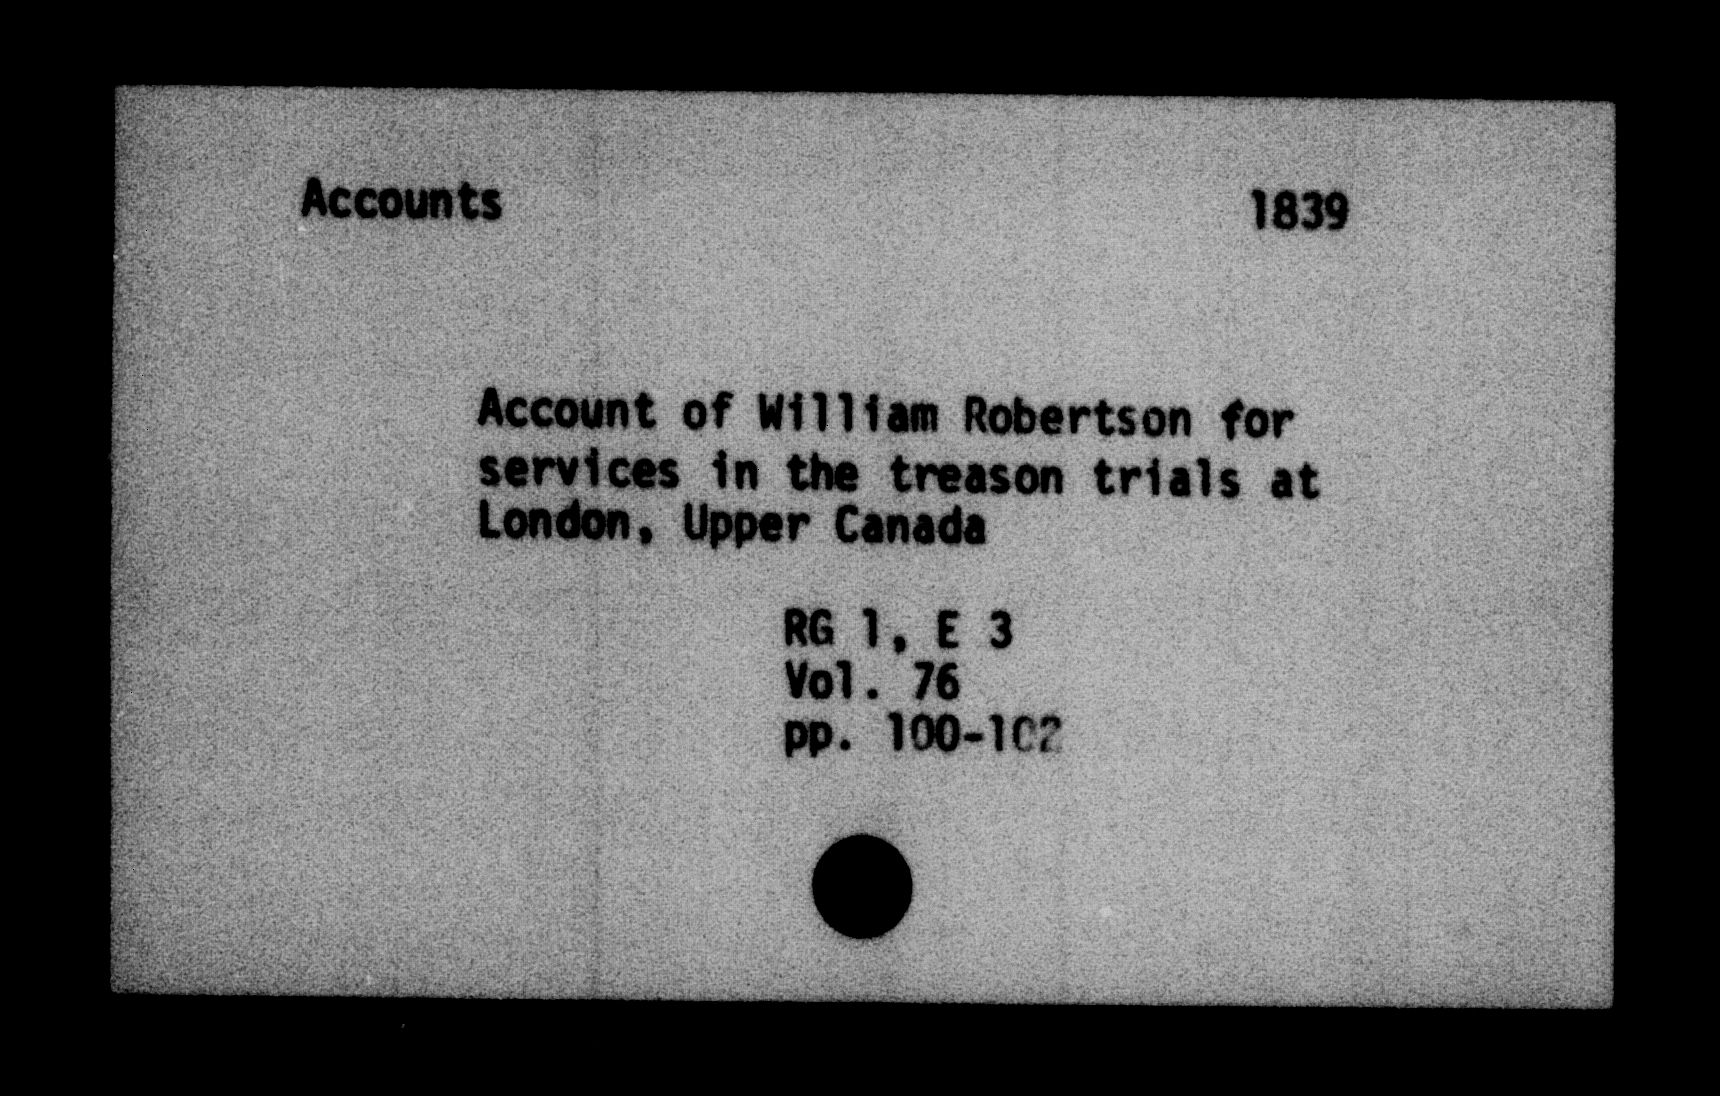 Accounts 1839
Account of William Robertson for
services in the treason trials at
London, Upper Canada
RG 1, E 3
Vol. 76
pp. 100-102